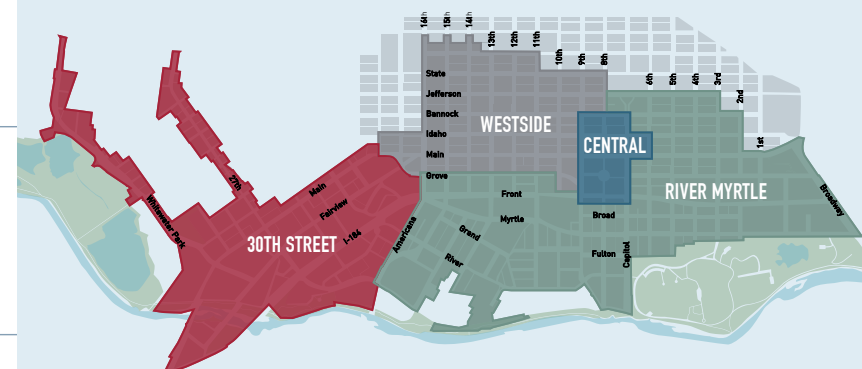 16th
15th
14th
13th
12th
11th
10th
9th
8th
6th
5th
4th
3rd
2nd
1st
State
Jefferson
Bannock
Idaho
Main
Grove
WESTSIDE
CENTRAL
RIVER MYRTLE
30TH STREET
Whitewater Park
27th
Main
Fairview
I-184
Americana
Grand
River
Front
Myrtle
Broad
Fulton
Capitol
Broadway